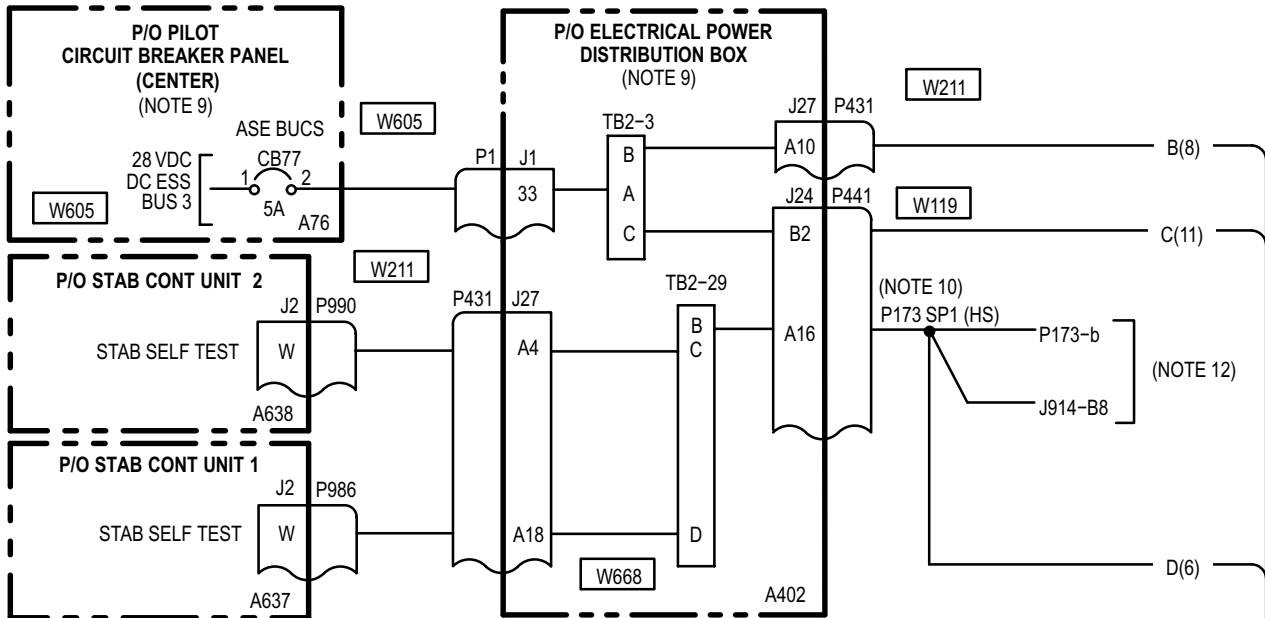 P/O PILOT
CIRCUIT BREAKER PANEL
(CENTER)
(NOTE 9)
ASE BUCS
28 VDC
DC ESS
BUS 3
1
CB77
2
5A
A76
W605
W605
P/O STAB CONT UNIT 2
J2
P990
STAB SELF TEST
W
A638
W211
P/O STAB CONT UNIT 1
J2
P986
STAB SELF TEST
W
A637
P/O ELECTRICAL POWER
DISTRIBUTION BOX
(NOTE 9)
P1
J1
33
TB2-3
B
A
C
J27
P431
A10
J24
P441
B2
A16
P431
J27
A4
A18
TB2-29
B
C
D
W668
A402
W211
W119
B(8)
C(11)
(NOTE 10)
P173 SP1 (HS)
P173-b
J914-B8
(NOTE 12)
D(6)